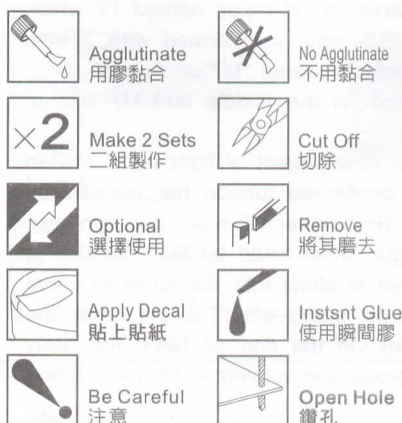 Agglutinate
用膠黏合
No Agglutinate
不用黏合
×2
Make 2 Sets
二組製作
Cut Off
切除
Optional
選擇使用
Remove
將其磨去
Apply Decal
貼上貼紙
Instsnt Glue
使用瞬間膠
Be Careful
注意
Open Hole
鑽孔